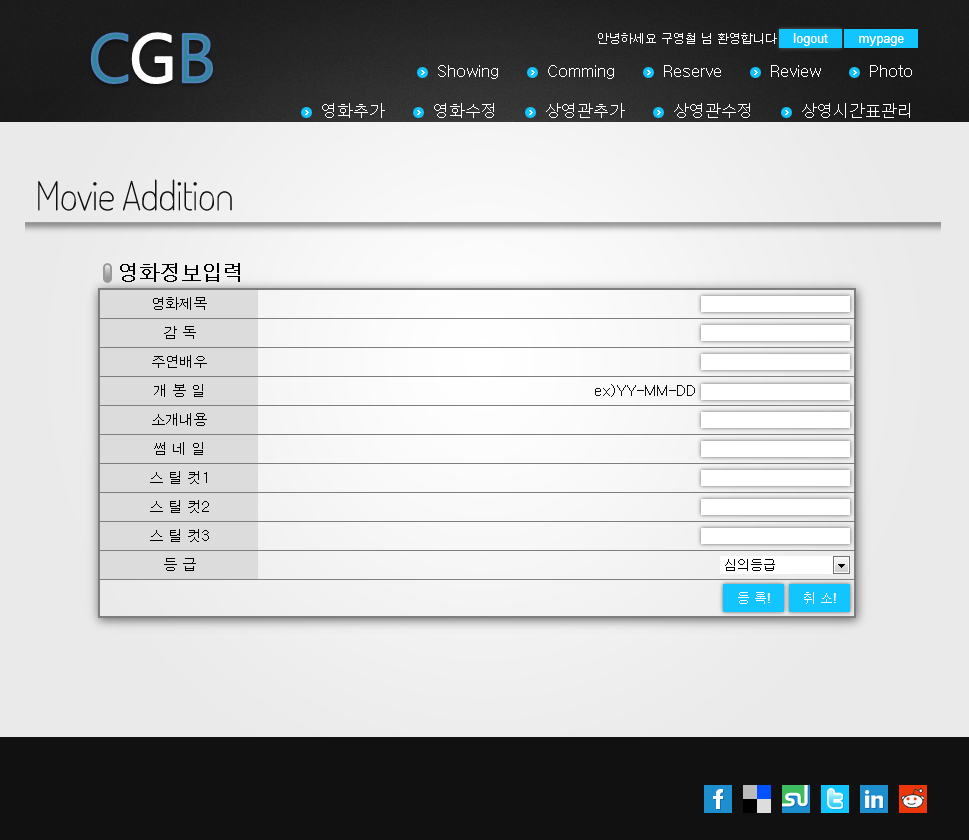 CGB
안녕하세요 구영철 님 환영합니다 logout mypage
Showing Comming Reserve Review Photo
영화추가 영화수정 상영관추가 상영관수정 상영시간표관리
Movie Addition
영화정보입력
영화제목
감 독
주연배우
개 봉 일 ex)YY-MM-DD
소개내용
썸 네 일
스 틸 컷1
스 틸 컷2
스 틸 컷3
등 급 심의등급
등 록! 취 소!